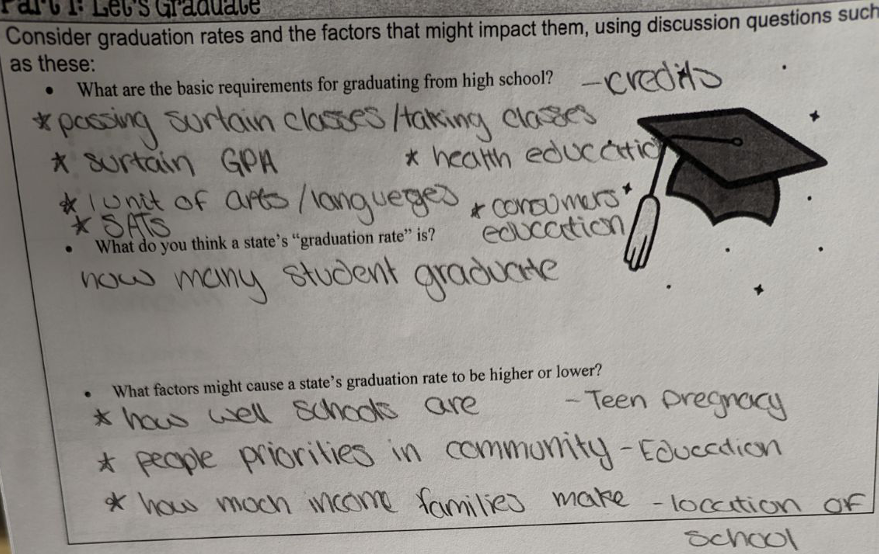 Part 1: Let's Graduate
Consider graduation rates and the factors that might impact them, using discussion questions such
as these:
• What are the basic requirements for graduating from high school? - credits
* passing surtain classes / taking classes
* surtain GPA * health education
* 1 unit of arts / langueges * consumers
* SATs education
• What do you think a state's "graduation rate" is?
how many student graduate
• What factors might cause a state's graduation rate to be higher or lower?
* how well schools are - Teen pregnacy
* people priorities in community - Education
* how moch income families make - location of
school